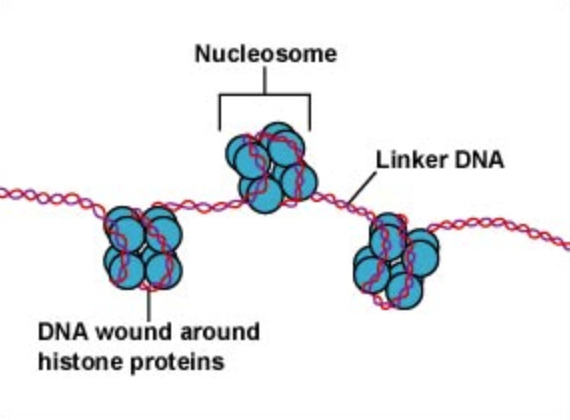 Nucleosome
Linker DNA
DNA wound around
histone proteins